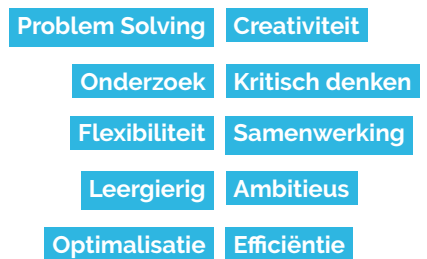 Problem Solving Creativiteit
Onderzoek Kritisch denken
Flexibiliteit Samenwerking
Leergierig Ambitieus
Optimalisatie Efficiëntie